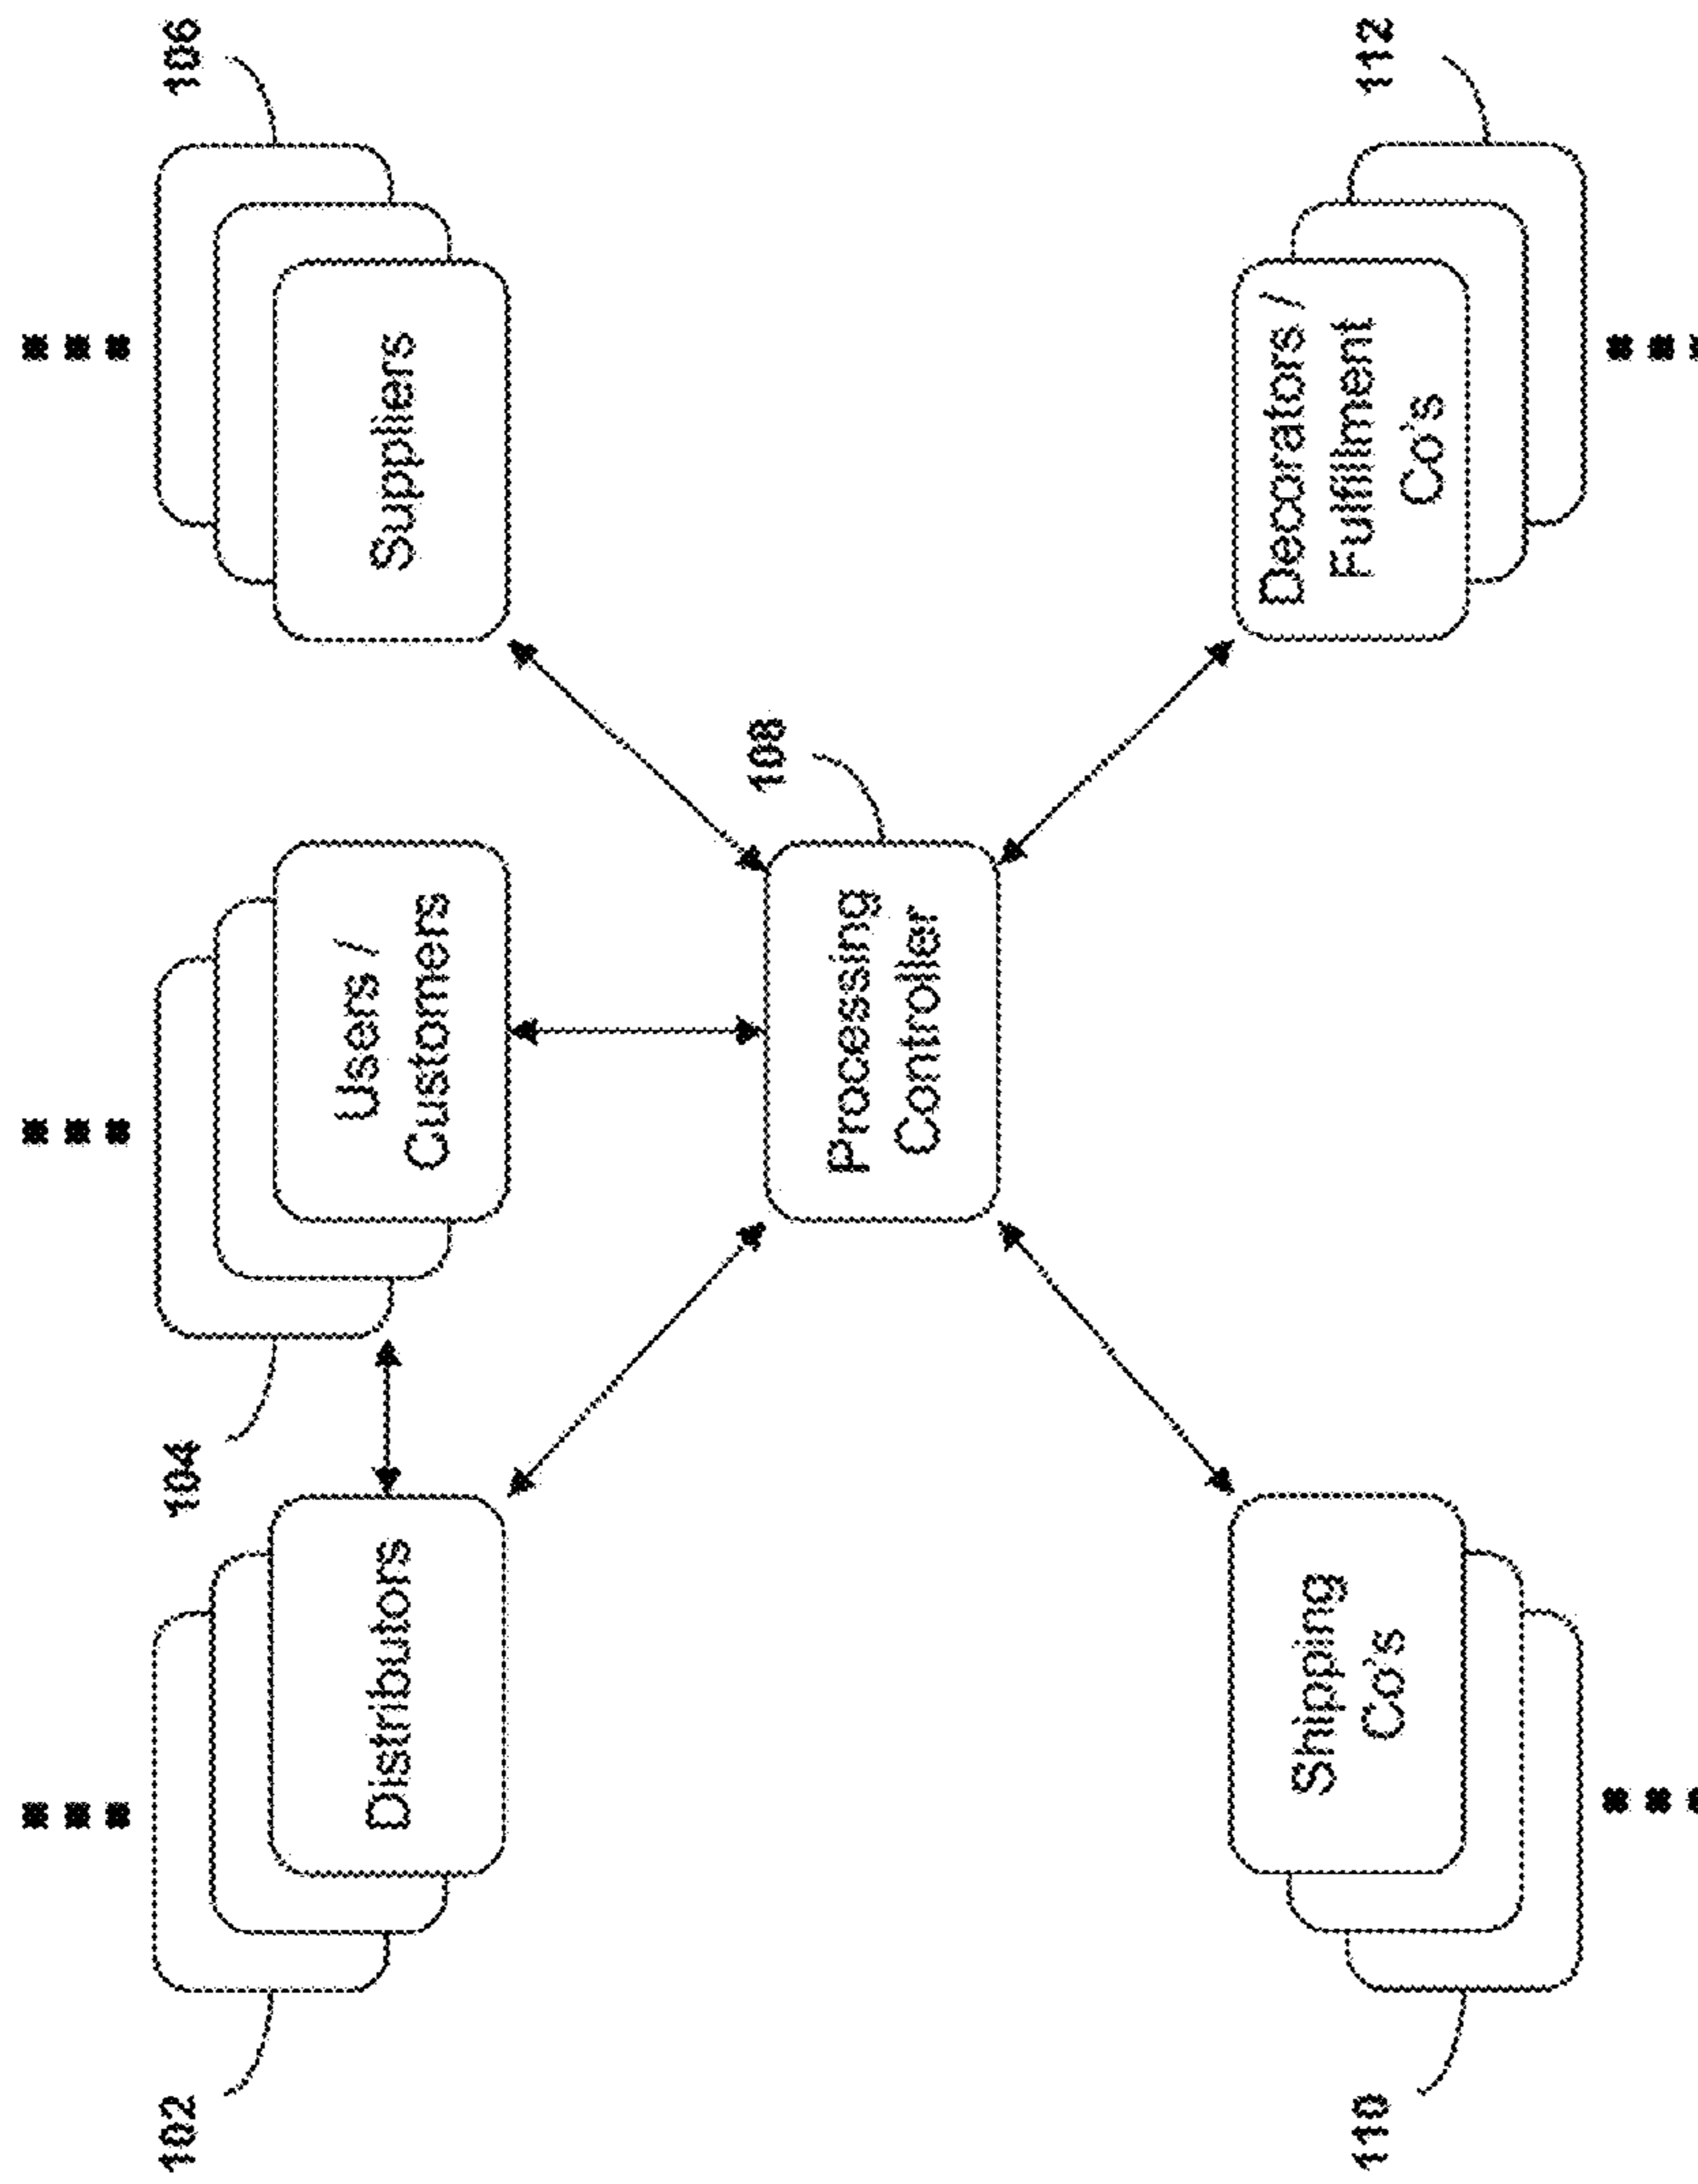 102
Distributors
104
Users /
Customers
106
Suppliers
108
Processing
Controller
110
Shipping
Co's
112
Decorators /
Fulfillment
Co's